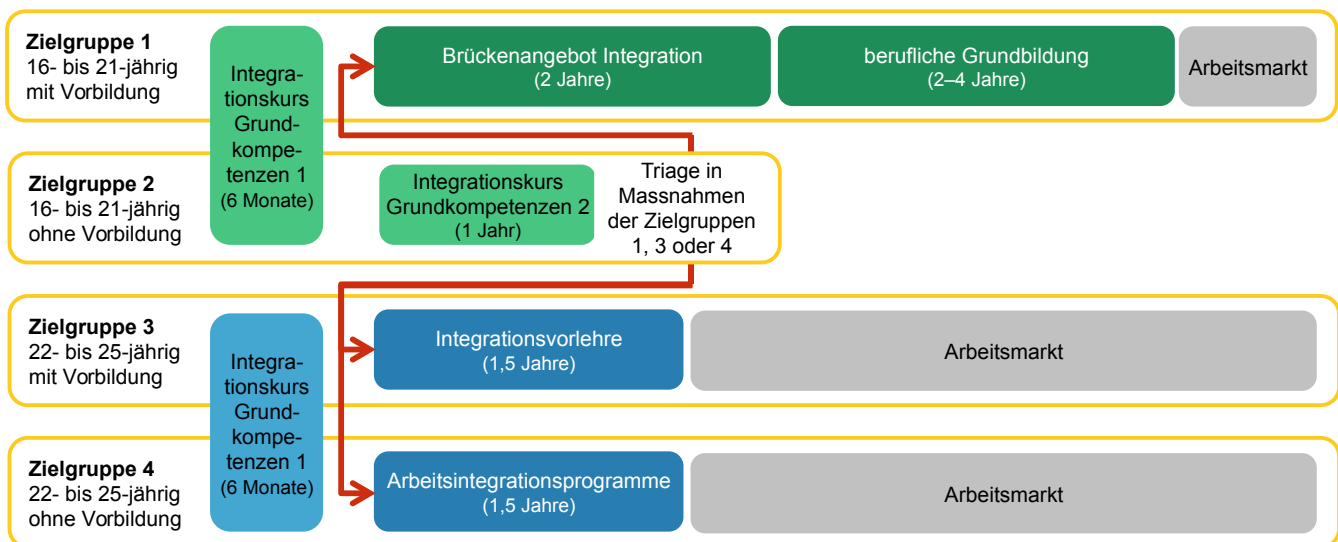 Zielgruppe 1
16- bis 21-jährig
mit Vorbildung
Integra-
tionskurs
Grund-
kompe-
tenzen 1
(6 Monate)
Brückenangebot Integration
(2 Jahre)
berufliche Grundbildung
(2–4 Jahre)
Arbeitsmarkt
Zielgruppe 2
16- bis 21-jährig
ohne Vorbildung
Integrationskurs
Grundkompetenzen 2
(1 Jahr)
Triage in
Massnahmen
der Zielgruppen
1, 3 oder 4
Zielgruppe 3
22- bis 25-jährig
mit Vorbildung
Integra-
tionskurs
Grund-
kompe-
tenzen 1
(6 Monate)
Integrationsvorlehre
(1,5 Jahre)
Arbeitsmarkt
Zielgruppe 4
22- bis 25-jährig
ohne Vorbildung
Arbeitsintegrationsprogramme
(1,5 Jahre)
Arbeitsmarkt